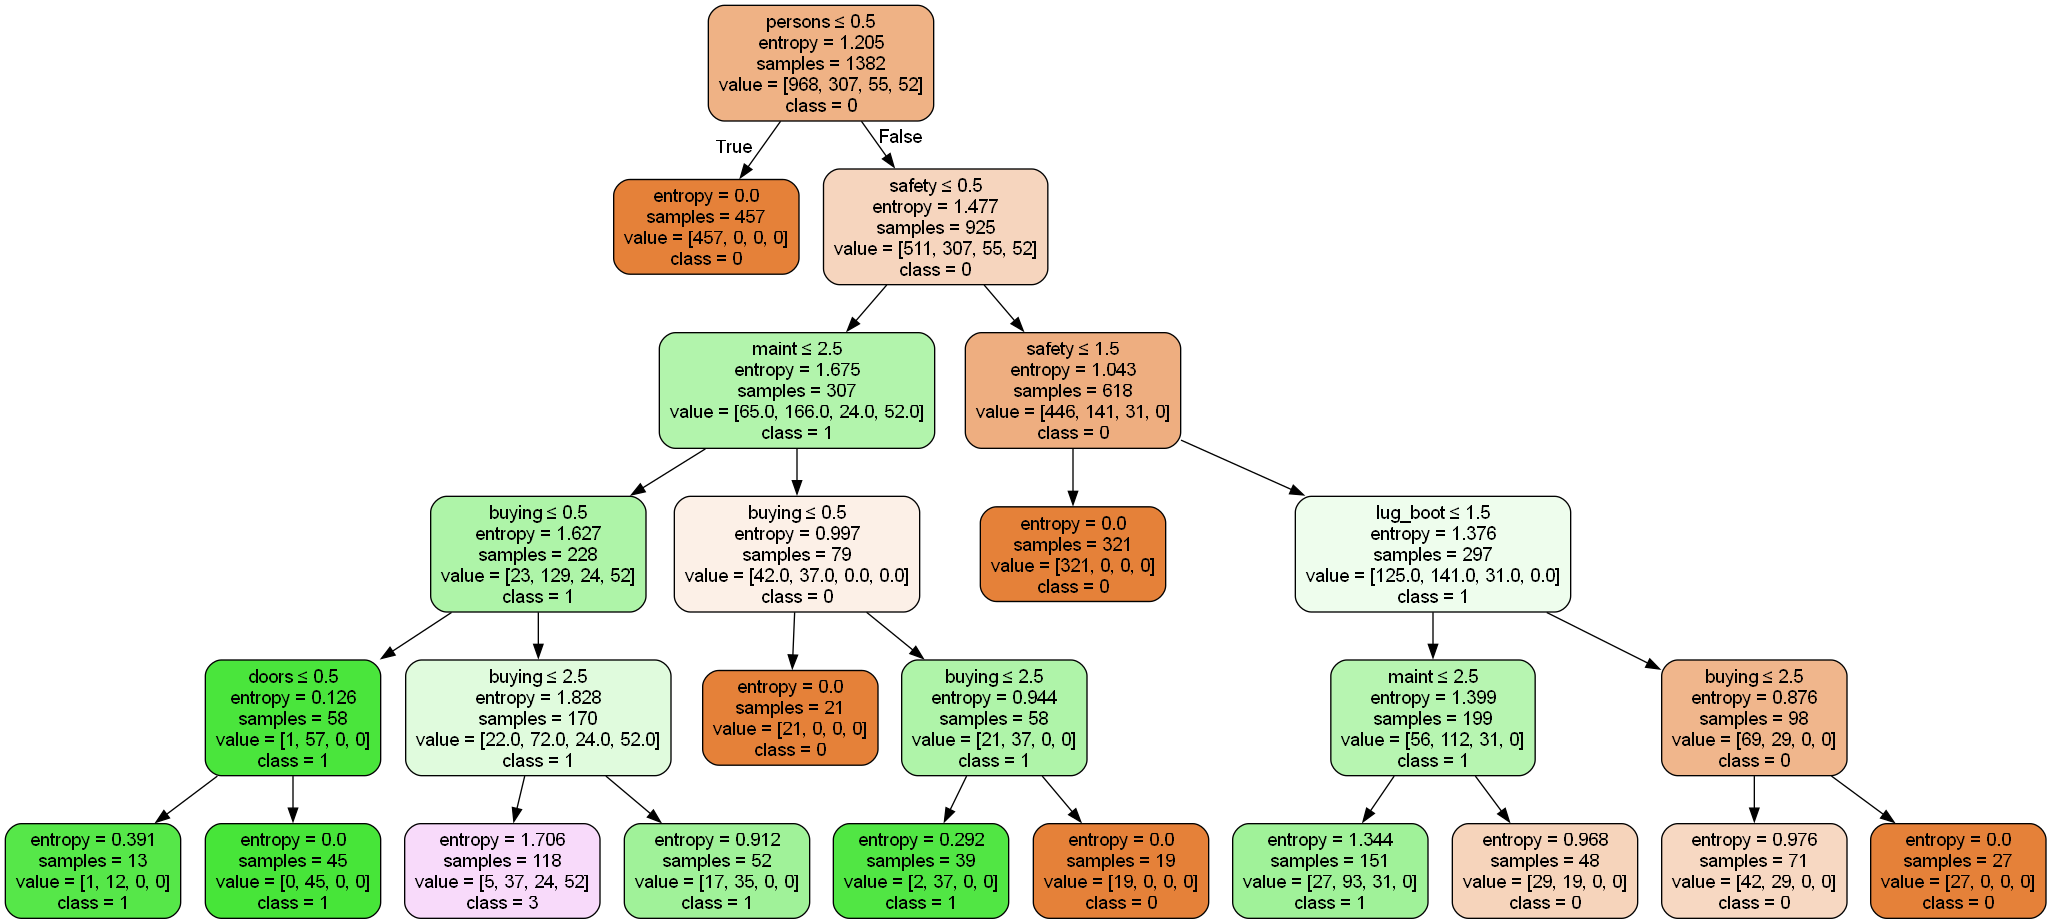 persons ≤ 0.5
entropy = 1.205
samples = 1382
value = [968, 307, 55, 52]
class = 0
True
False
entropy = 0.0
samples = 457
value = [457, 0, 0, 0]
class = 0
safety ≤ 0.5
entropy = 1.477
samples = 925
value = [511, 307, 55, 52]
class = 0
maint ≤ 2.5
entropy = 1.675
samples = 307
value = [65.0, 166.0, 24.0, 52.0]
class = 1
safety ≤ 1.5
entropy = 1.043
samples = 618
value = [446, 141, 31, 0]
class = 0
buying ≤ 0.5
entropy = 1.627
samples = 228
value = [23, 129, 24, 52]
class = 1
buying ≤ 0.5
entropy = 0.997
samples = 79
value = [42.0, 37.0, 0.0, 0.0]
class = 0
entropy = 0.0
samples = 321
value = [321, 0, 0, 0]
class = 0
lug_boot ≤ 1.5
entropy = 1.376
samples = 297
value = [125.0, 141.0, 31.0, 0.0]
class = 1
doors ≤ 0.5
entropy = 0.126
samples = 58
value = [1, 57, 0, 0]
class = 1
buying ≤ 2.5
entropy = 1.828
samples = 170
value = [22.0, 72.0, 24.0, 52.0]
class = 1
entropy = 0.0
samples = 21
value = [21, 0, 0, 0]
class = 0
buying ≤ 2.5
entropy = 0.944
samples = 58
value = [21, 37, 0, 0]
class = 1
maint ≤ 2.5
entropy = 1.399
samples = 199
value = [56, 112, 31, 0]
class = 1
buying ≤ 2.5
entropy = 0.876
samples = 98
value = [69, 29, 0, 0]
class = 0
entropy = 0.391
samples = 13
value = [1, 12, 0, 0]
class = 1
entropy = 0.0
samples = 45
value = [0, 45, 0, 0]
class = 1
entropy = 1.706
samples = 118
value = [5, 37, 24, 52]
class = 3
entropy = 0.912
samples = 52
value = [17, 35, 0, 0]
class = 1
entropy = 0.292
samples = 39
value = [2, 37, 0, 0]
class = 1
entropy = 0.0
samples = 19
value = [19, 0, 0, 0]
class = 0
entropy = 1.344
samples = 151
value = [27, 93, 31, 0]
class = 1
entropy = 0.968
samples = 48
value = [29, 19, 0, 0]
class = 0
entropy = 0.976
samples = 71
value = [42, 29, 0, 0]
class = 0
entropy = 0.0
samples = 27
value = [27, 0, 0, 0]
class = 0